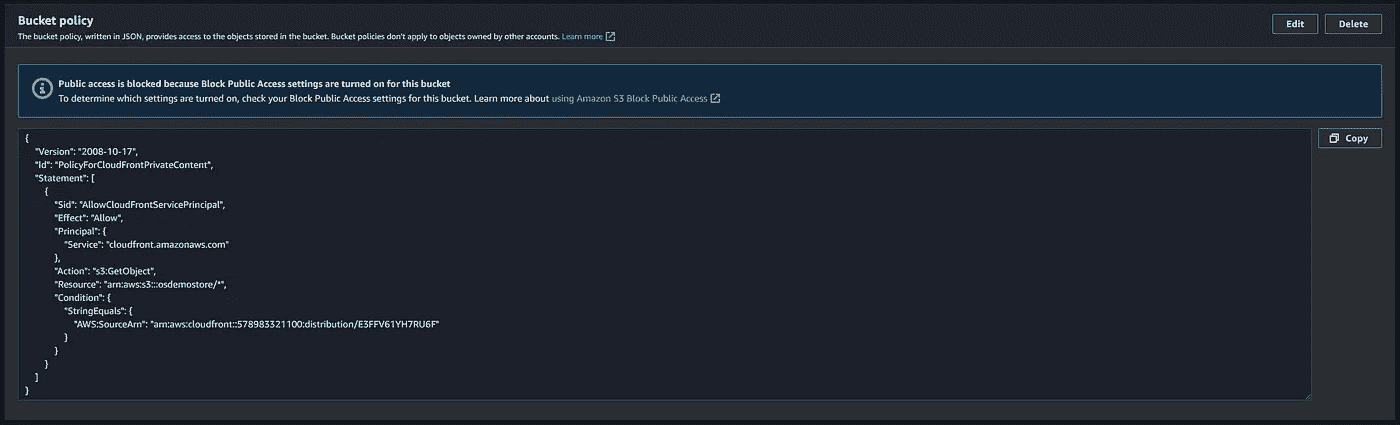 Bucket policy
Edit
Delete
The bucket policy, written in JSON, provides access to the objects stored in the bucket. Bucket policies don't apply to objects owned by other accounts. Learn more
Public access is blocked because Block Public Access settings are turned on for this bucket
To determine which settings are turned on, check your Block Public Access settings for this bucket. Learn more about using Amazon S3 Block Public Access
Copy
{
"Version": "2008-10-17",
"Id": "PolicyForCloudFrontPrivateContent",
"Statement": [
{
"Sid": "AllowCloudFrontServicePrincipal",
"Effect": "Allow",
"Principal": {
"Service": "cloudfront.amazonaws.com"
},
"Action": "s3:GetObject",
"Resource": "arn:aws:s3:::osdemostore/*",
"Condition": {
"StringEquals": {
"AWS:SourceArn": "arn:aws:cloudfront::578983321100:distribution/E3FFV61YH7RU6F"
}
}
}
]
}